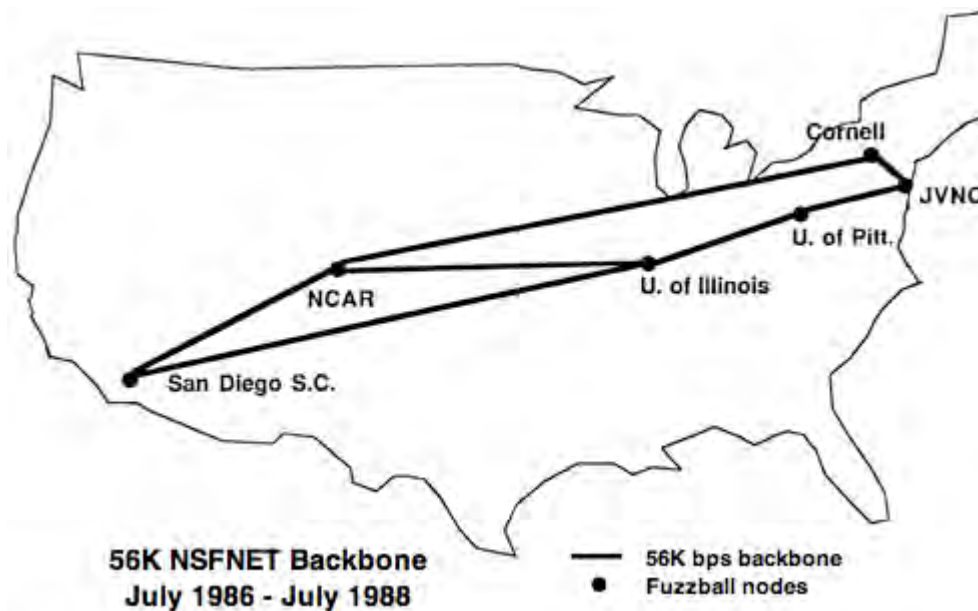 Cornell
JVNC
U. of Pitt.
U. of Illinois
NCAR
San Diego S.C.
56K NSFNET Backbone
July 1986 - July 1988
56K bps backbone
Fuzzball nodes